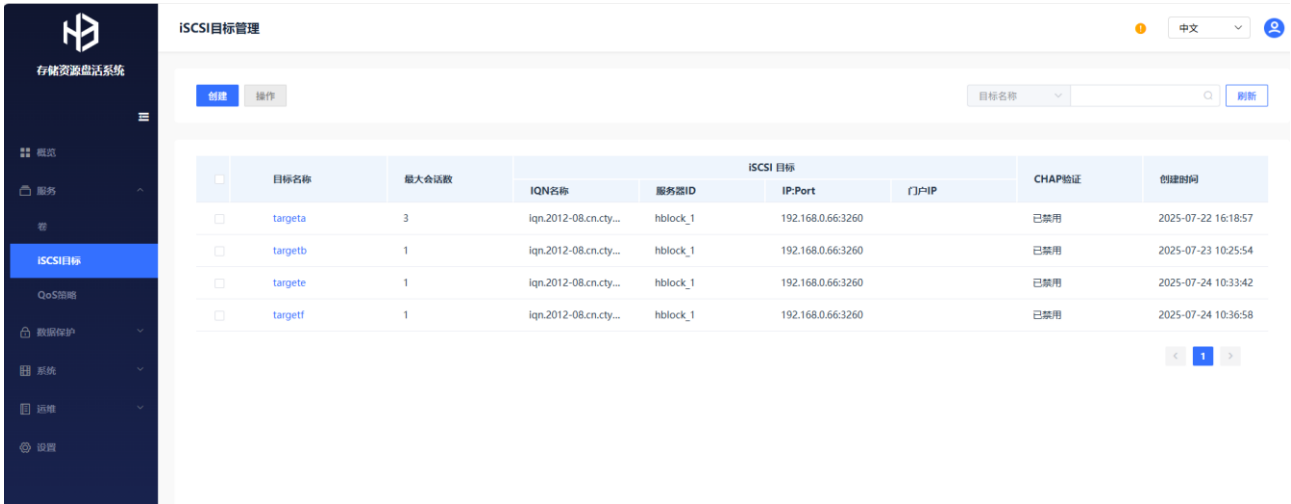 iSCSI目标管理
中文
存储资源盘活系统
创建 操作 目标名称 刷新
概览
服务
卷
iSCSI目标
QoS策略
数据保护
系统
运维
设置
目标名称 最大会话数 iSCSI 目标 CHAP验证 创建时间
IQN名称 服务器ID IP:Port 门户IP
targeta 3 iqn.2012-08.cn.cty... hblock_1 192.168.0.66:3260 已禁用 2025-07-22 16:18:57
targetb 1 iqn.2012-08.cn.cty... hblock_1 192.168.0.66:3260 已禁用 2025-07-23 10:25:54
targete 1 iqn.2012-08.cn.cty... hblock_1 192.168.0.66:3260 已禁用 2025-07-24 10:33:42
targetf 1 iqn.2012-08.cn.cty... hblock_1 192.168.0.66:3260 已禁用 2025-07-24 10:36:58
1